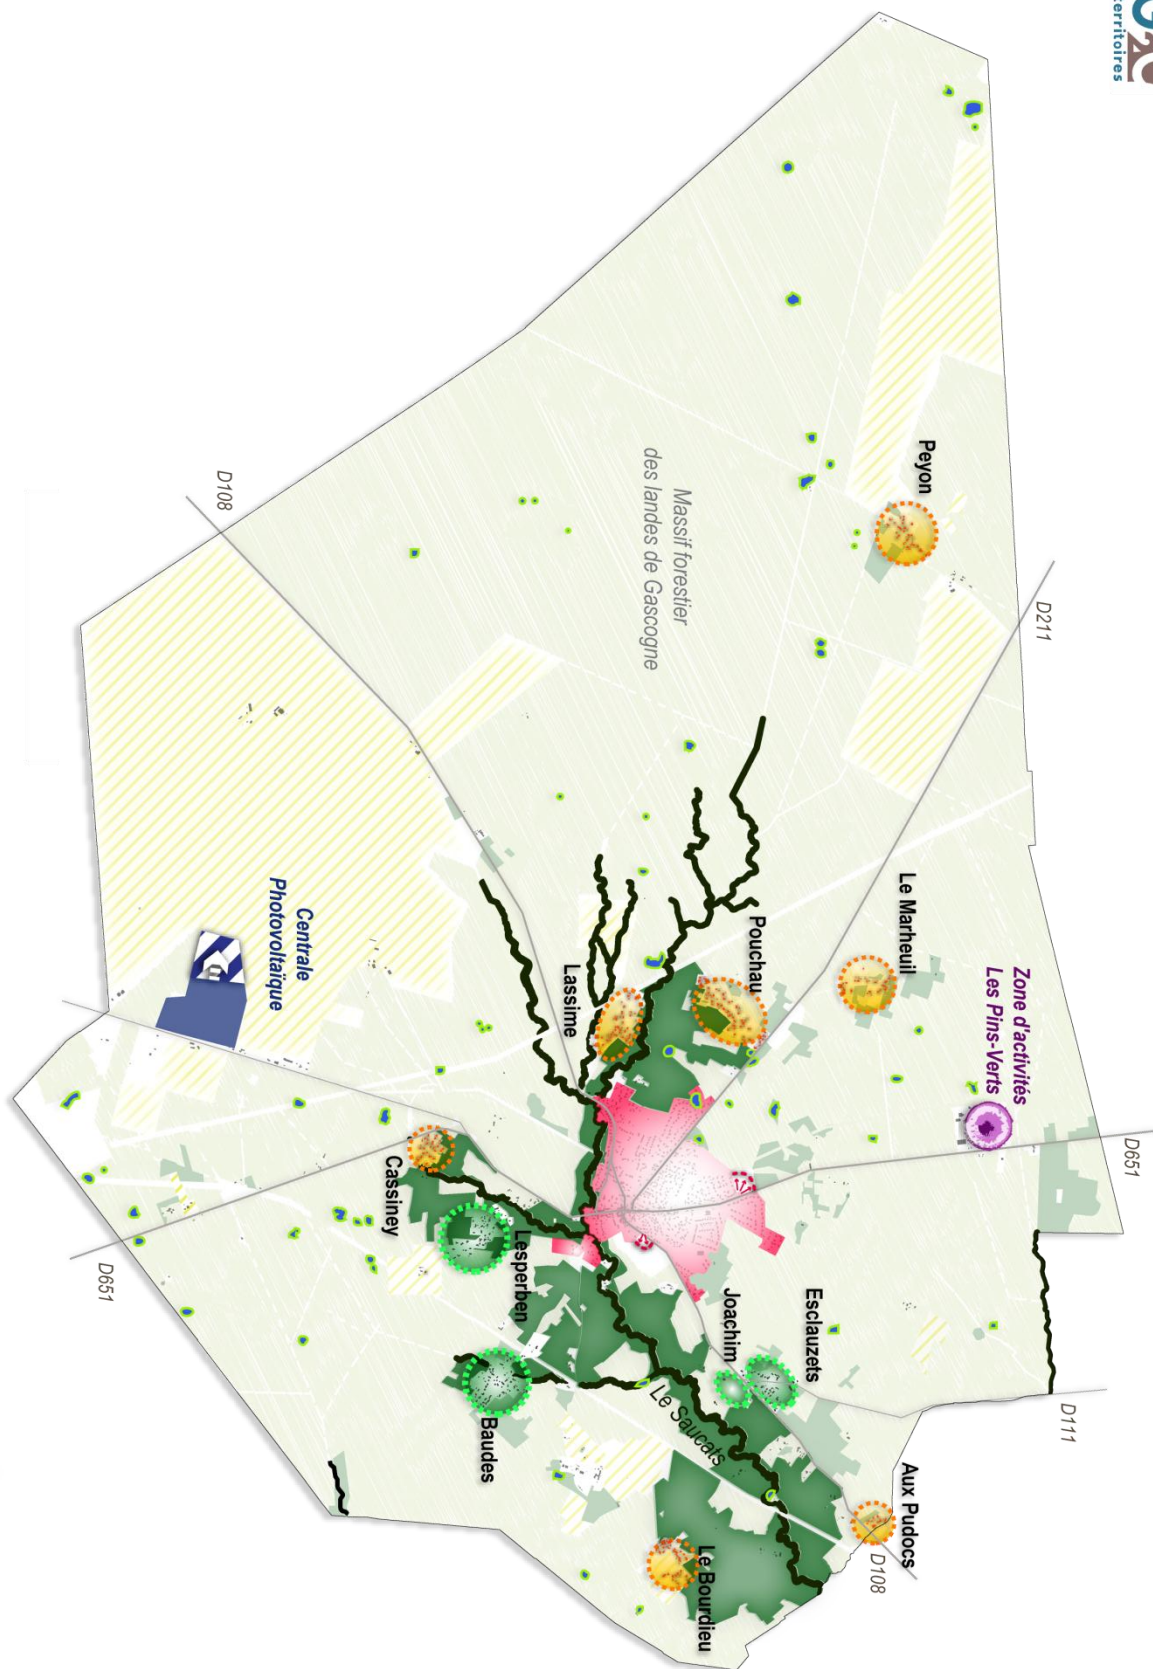 territoires
Peyon
D211
D108
Massif forestier
des landes de Gascogne
Le Marheuil
Pouchau
Lassime
Zone d'activités
Les Pins-Verts
Centrale
Photovoltaïque
D651
Cassiney
Lesperben
D651
Joachim
Esclauzets
Baudes
Le Saucats
D111
Aux Pudocs
D108
Le Bourdieu